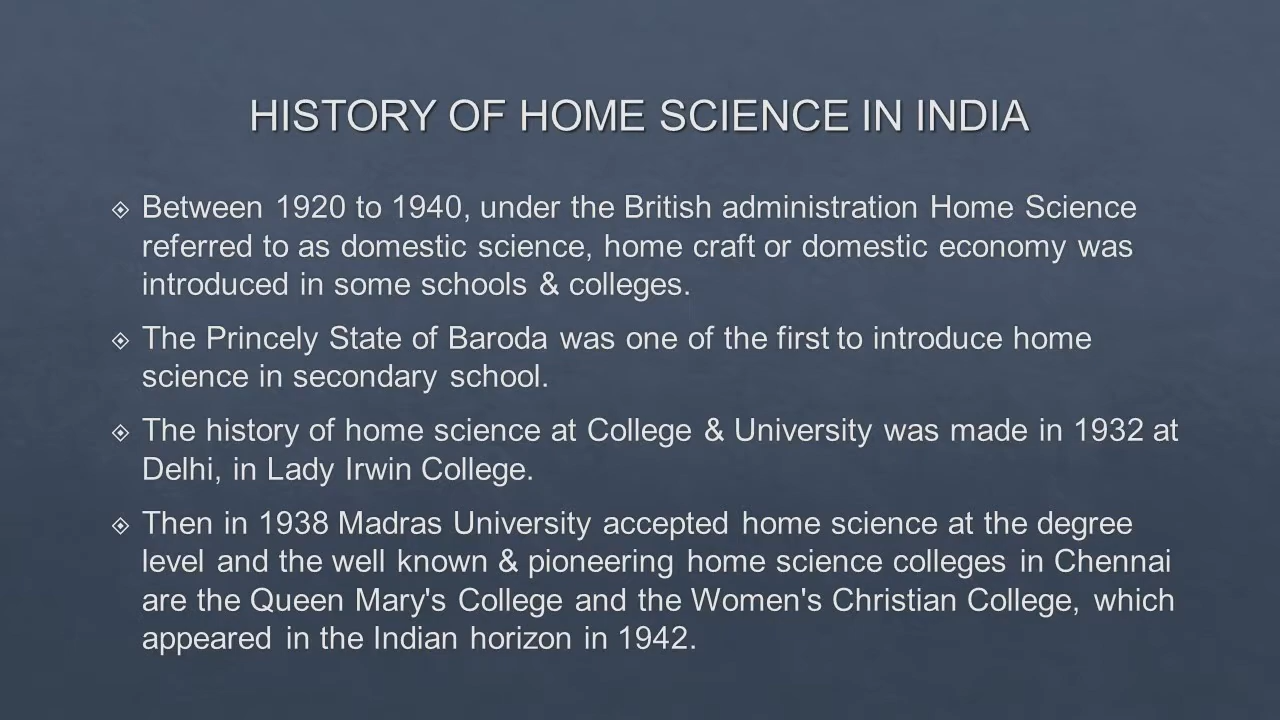 HISTORY OF HOME SCIENCE IN INDIA
Between 1920 to 1940, under the British administration Home Science
referred to as domestic science, home craft or domestic economy was
introduced in some schools & colleges.
The Princely State of Baroda was one of the first to introduce home
science in secondary school.
The history of home science at College & University was made in 1932 at
Delhi, in Lady Irwin College.
Then in 1938 Madras University accepted home science at the degree
level and the well known & pioneering home science colleges in Chennai
are the Queen Mary's College and the Women's Christian College, which
appeared in the Indian horizon in 1942.